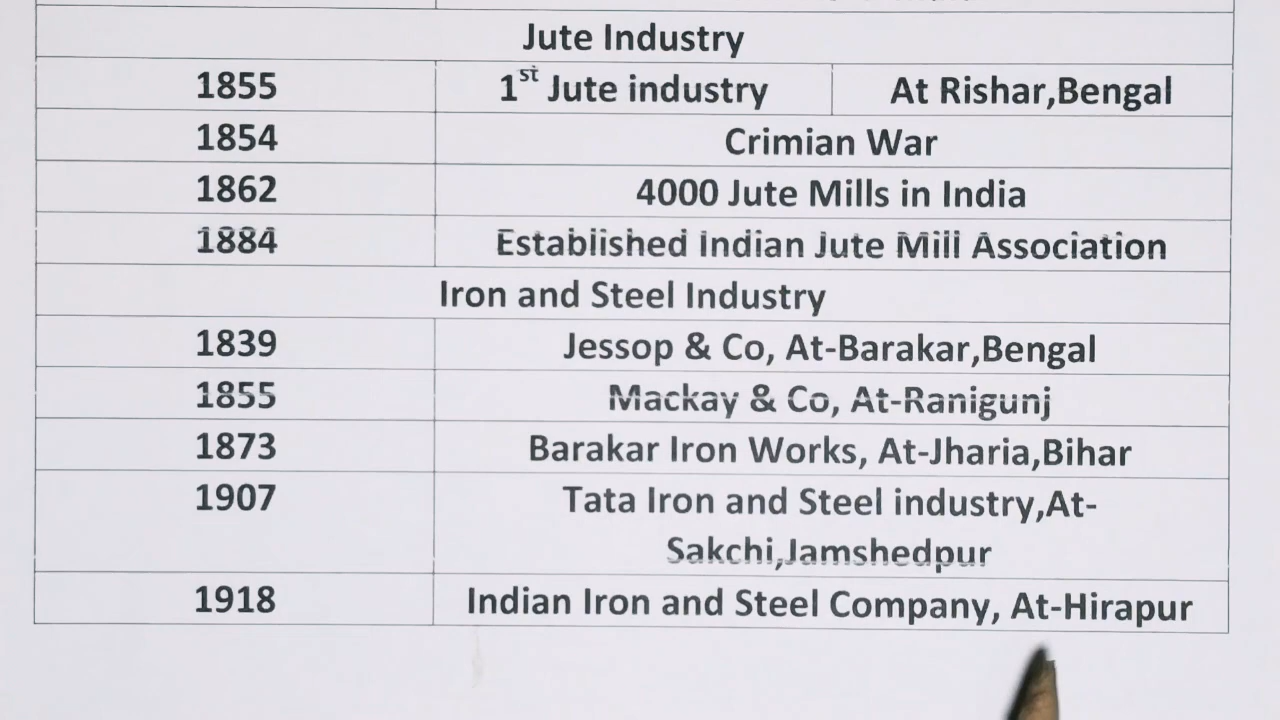 Jute Industry
1855 1st Jute industry At Rishar,Bengal
1854 Crimian War
1862 4000 Jute Mills in India
1884 Established Indian Jute Mill Association
Iron and Steel Industry
1839 Jessop & Co, At-Barakar,Bengal
1855 Mackay & Co, At-Ranigunj
1873 Barakar Iron Works, At-Jharia,Bihar
1907 Tata Iron and Steel industry,At-
Sakchi,Jamshedpur
1918 Indian Iron and Steel Company, At-Hirapur